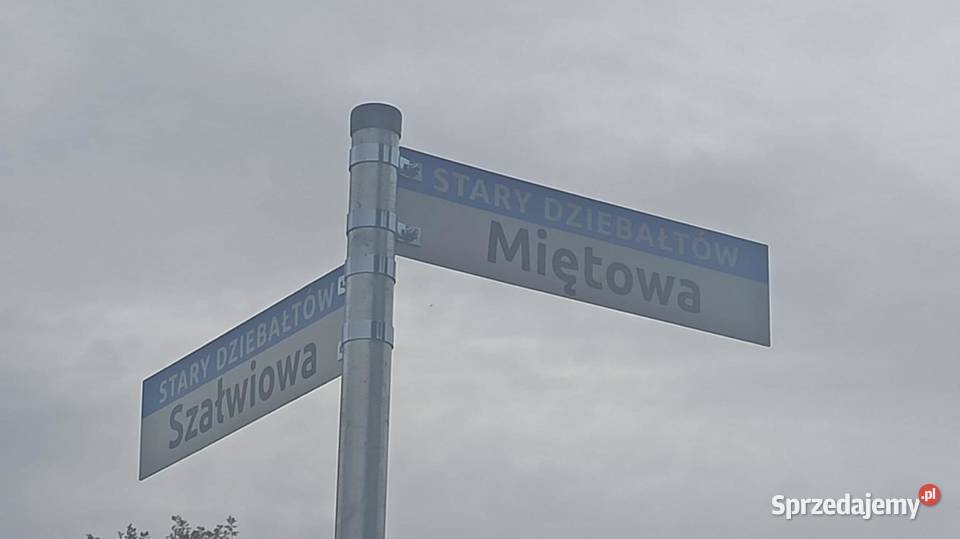 STARY DZIEBAŁTÓW
Miętowa
STARY DZIEBAŁTÓW
Szałwiowa
Sprzedajemy.pl